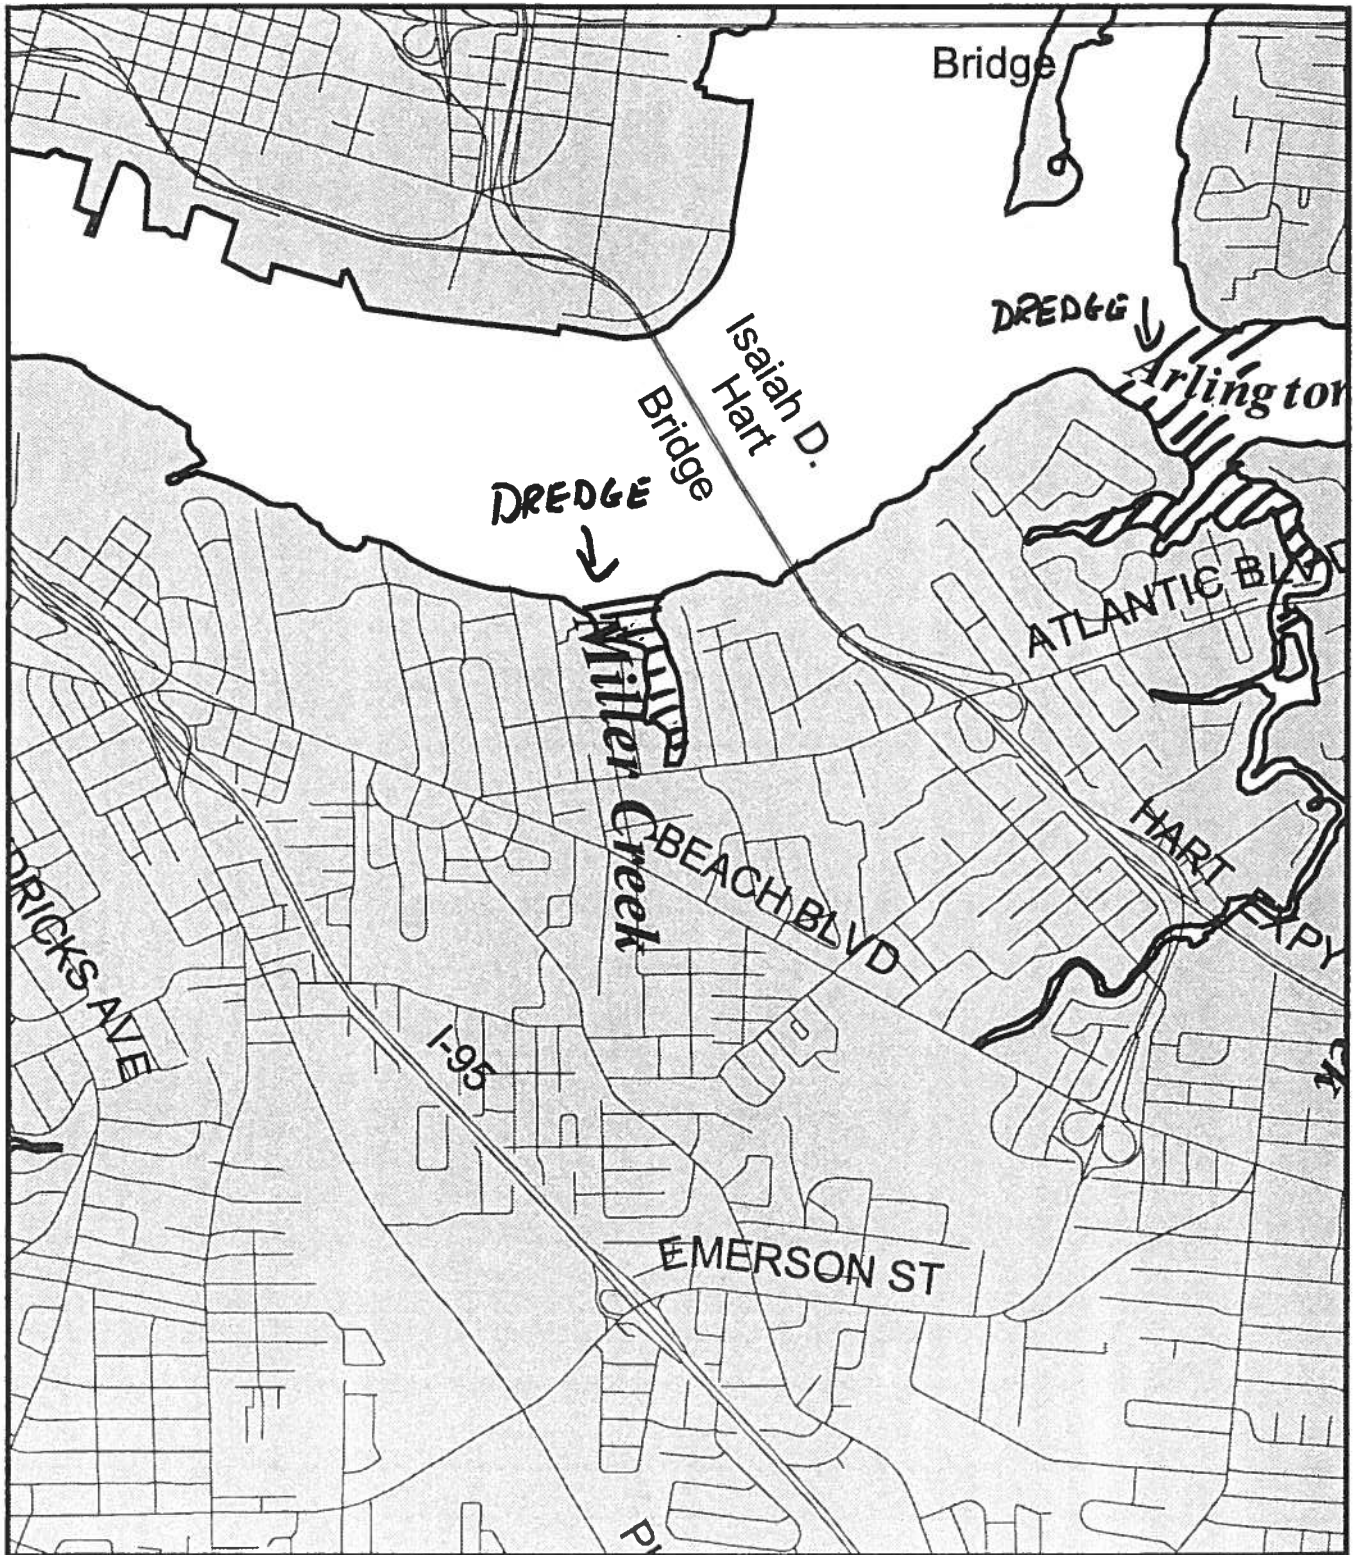 Bridge
DREDGE
Arlington
Isaiah D.
Hart
Bridge
DREDGE
ATLANTIC BLVD
Miller Creek
HART EXPY
BEACH BLVD
DRICKS AVE
I-95
EMERSON ST